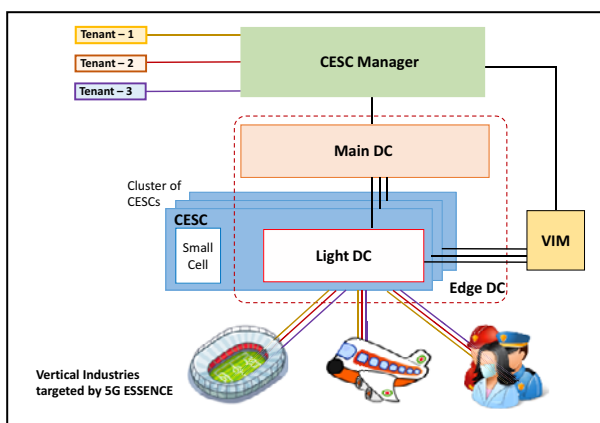 Tenant – 1
Tenant – 2
Tenant – 3
CESC Manager
Main DC
Cluster of
CESCs
CESC
Small
Cell
Light DC
VIM
Edge DC
Vertical Industries
targeted by 5G ESSENCE